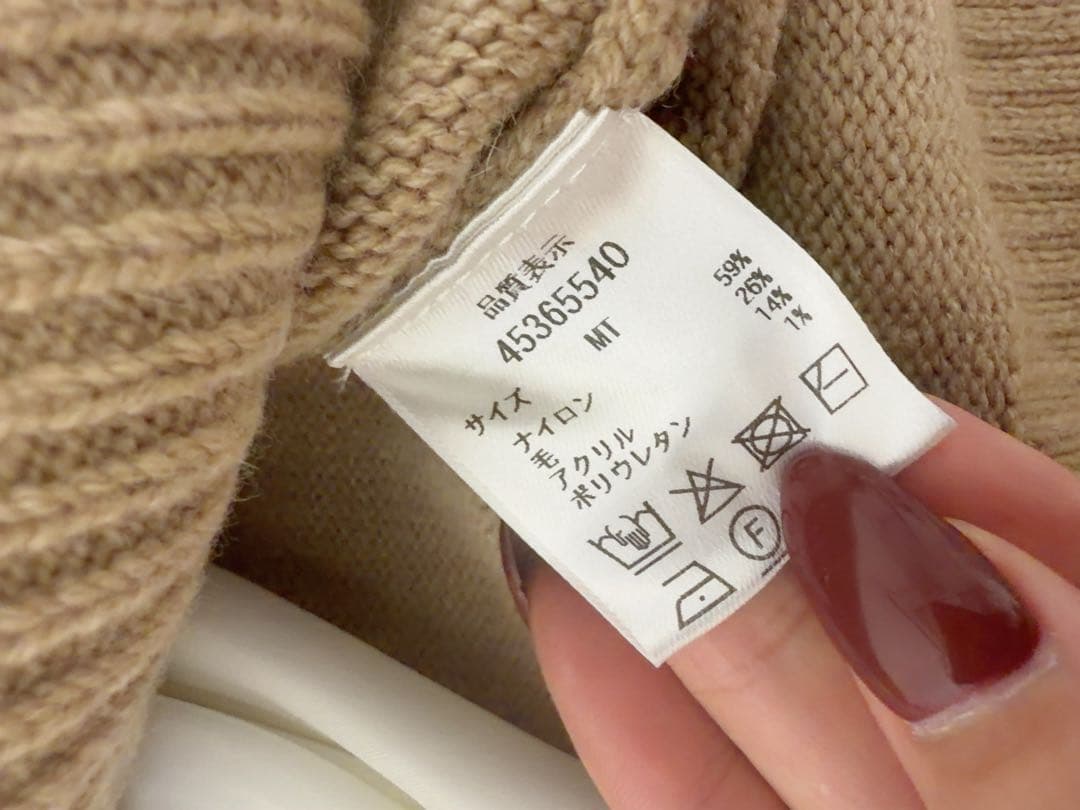 品質表示
45365540
サイズ MT
ナイロン 59%
毛 26%
アクリル 14%
ポリウレタン 1%
F